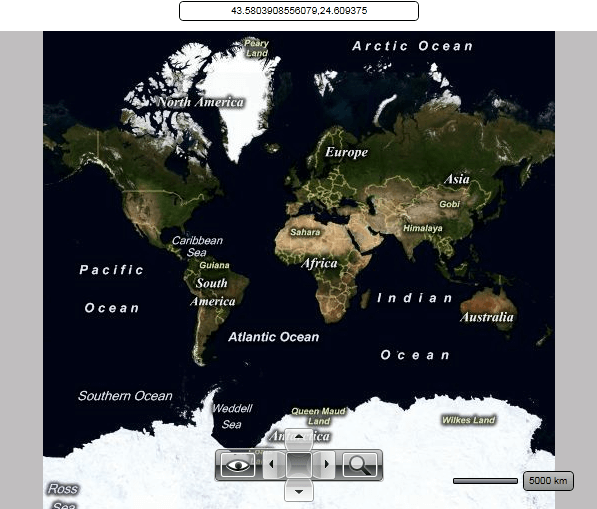 43.5803908556079,24.609375
Peary
Land
Arctic Ocean
North America
Europe
Asia
Gobi
Sahara
Himalaya
Caribbean
Sea
Guiana
Africa
Pacific
South
America
Indian
Ocean
Australia
Atlantic Ocean
Ocean
Southern Ocean
Weddell
Sea
Queen Maud
Land
Wilkes Land
5000 km
Ross
Sea